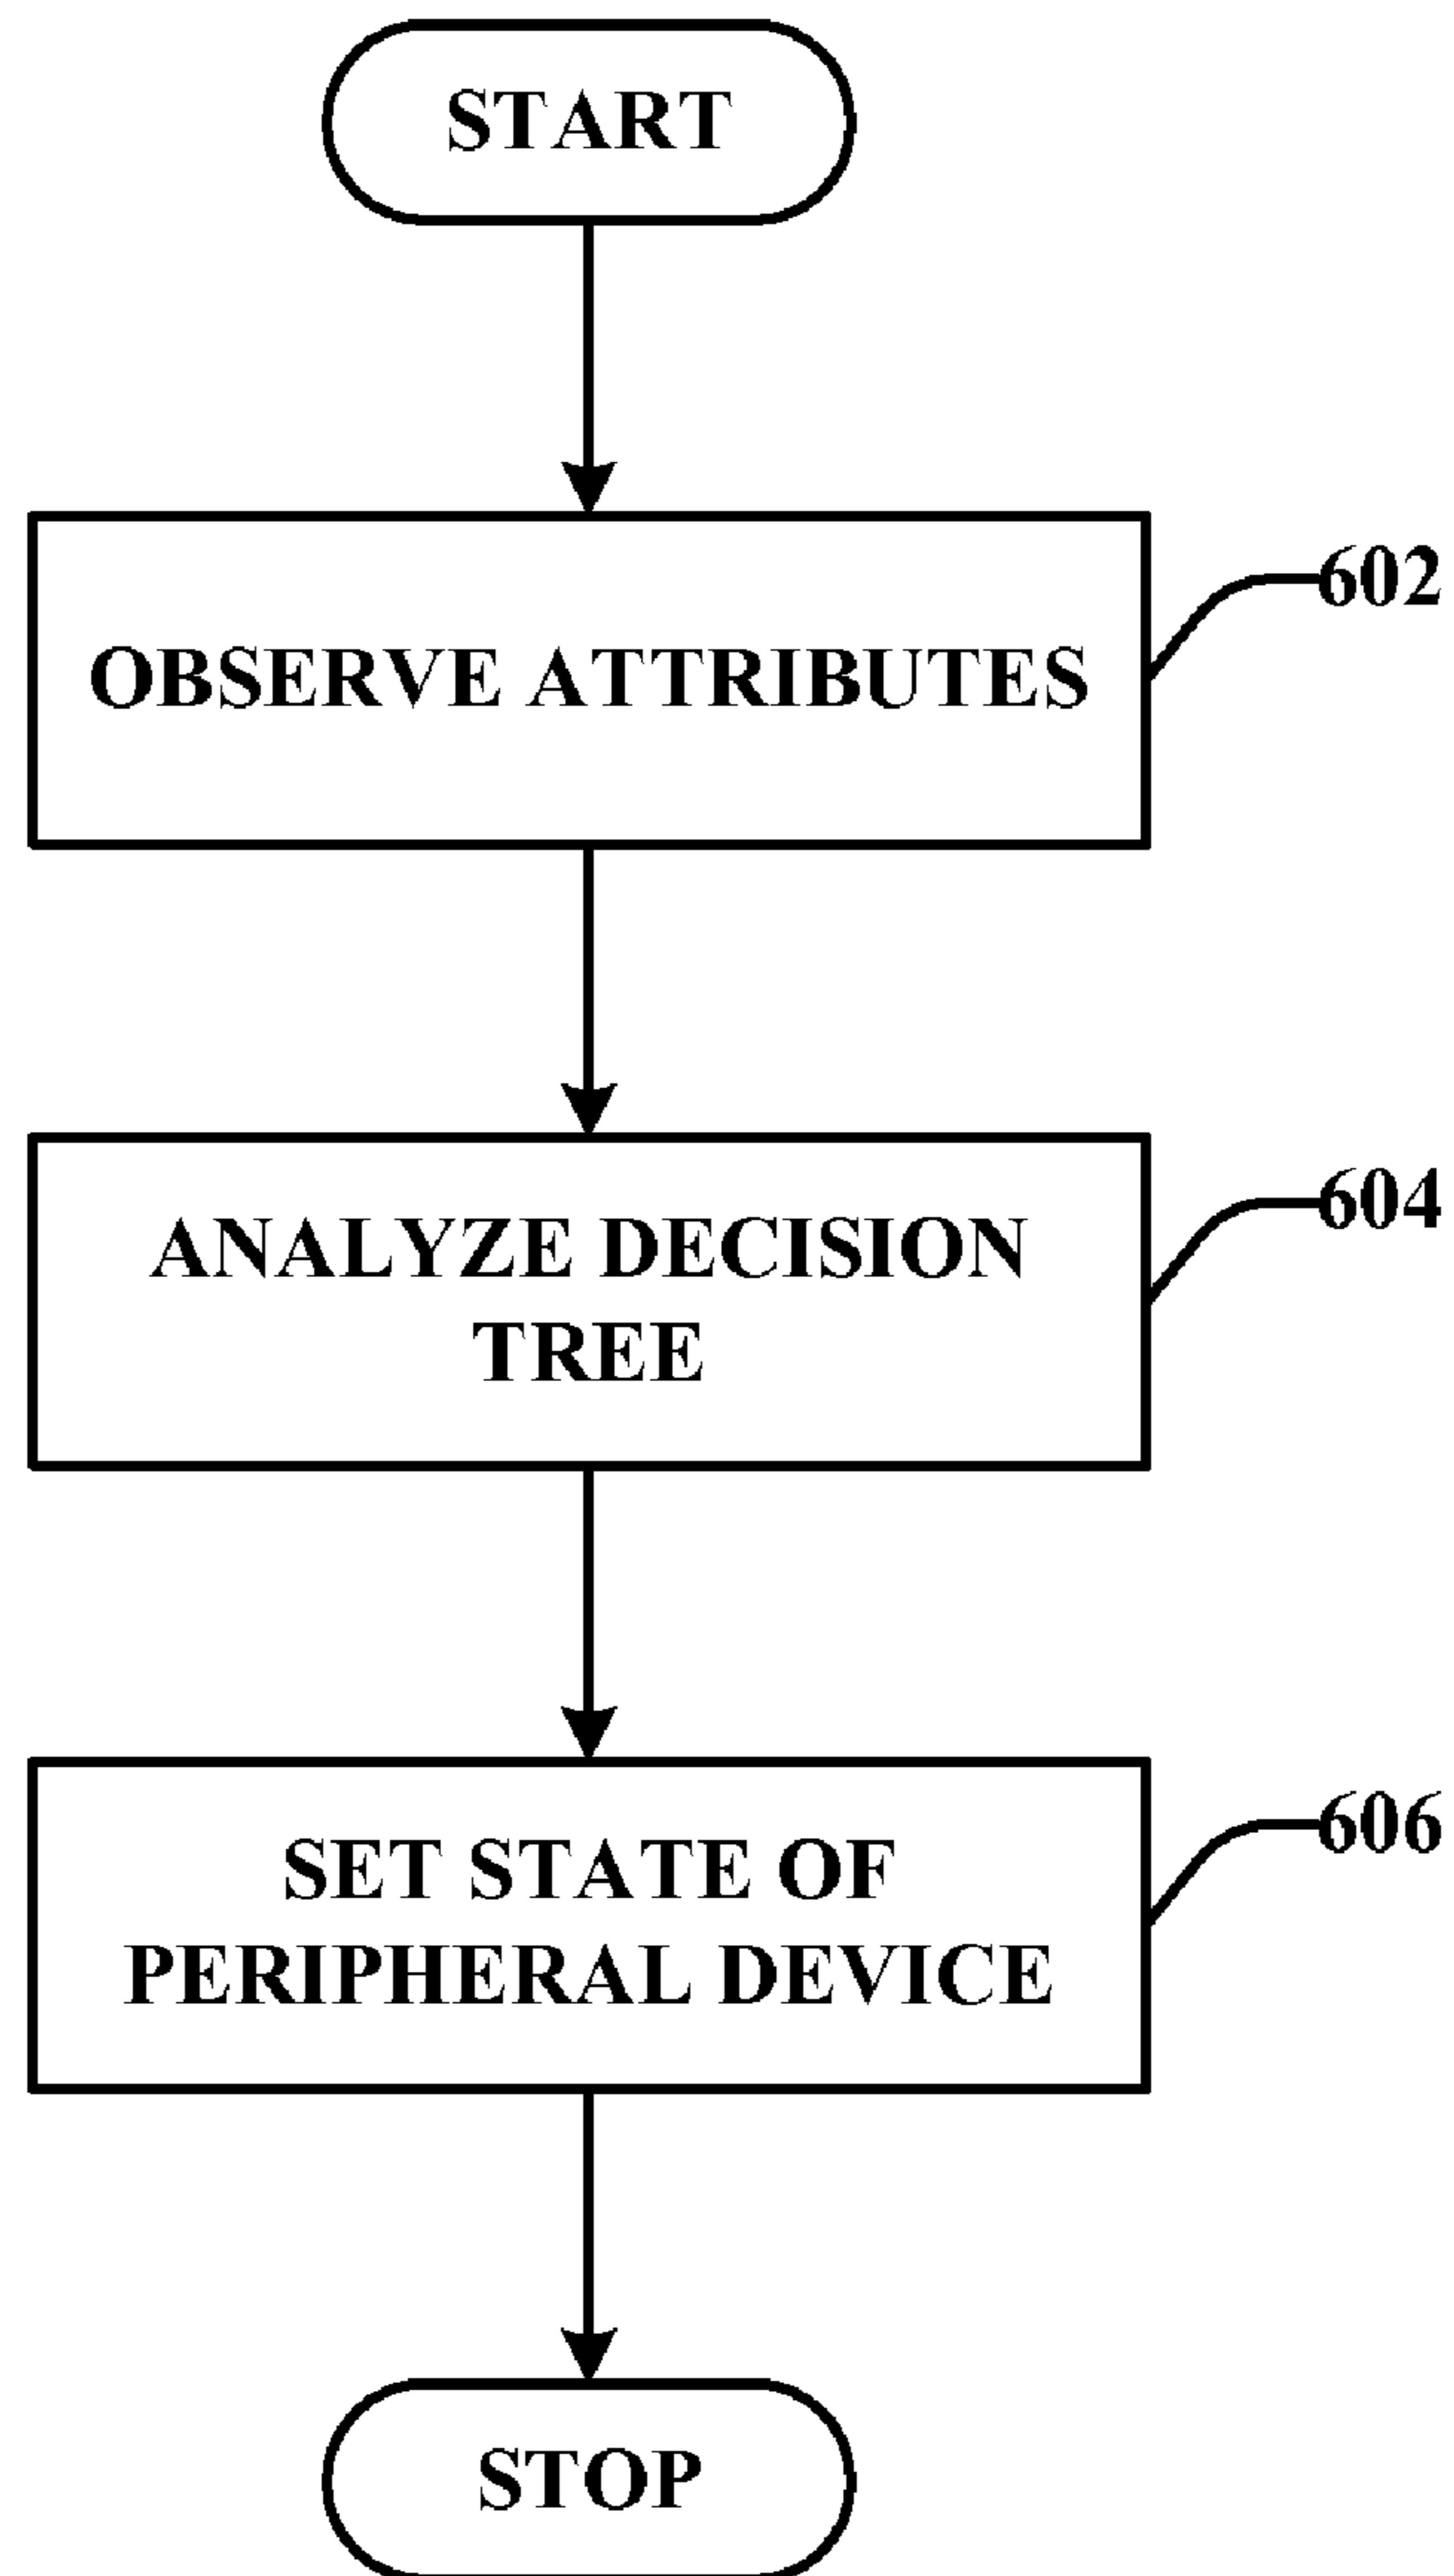 START
OBSERVE ATTRIBUTES
602
ANALYZE DECISION
TREE
604
SET STATE OF
PERIPHERAL DEVICE
606
STOP